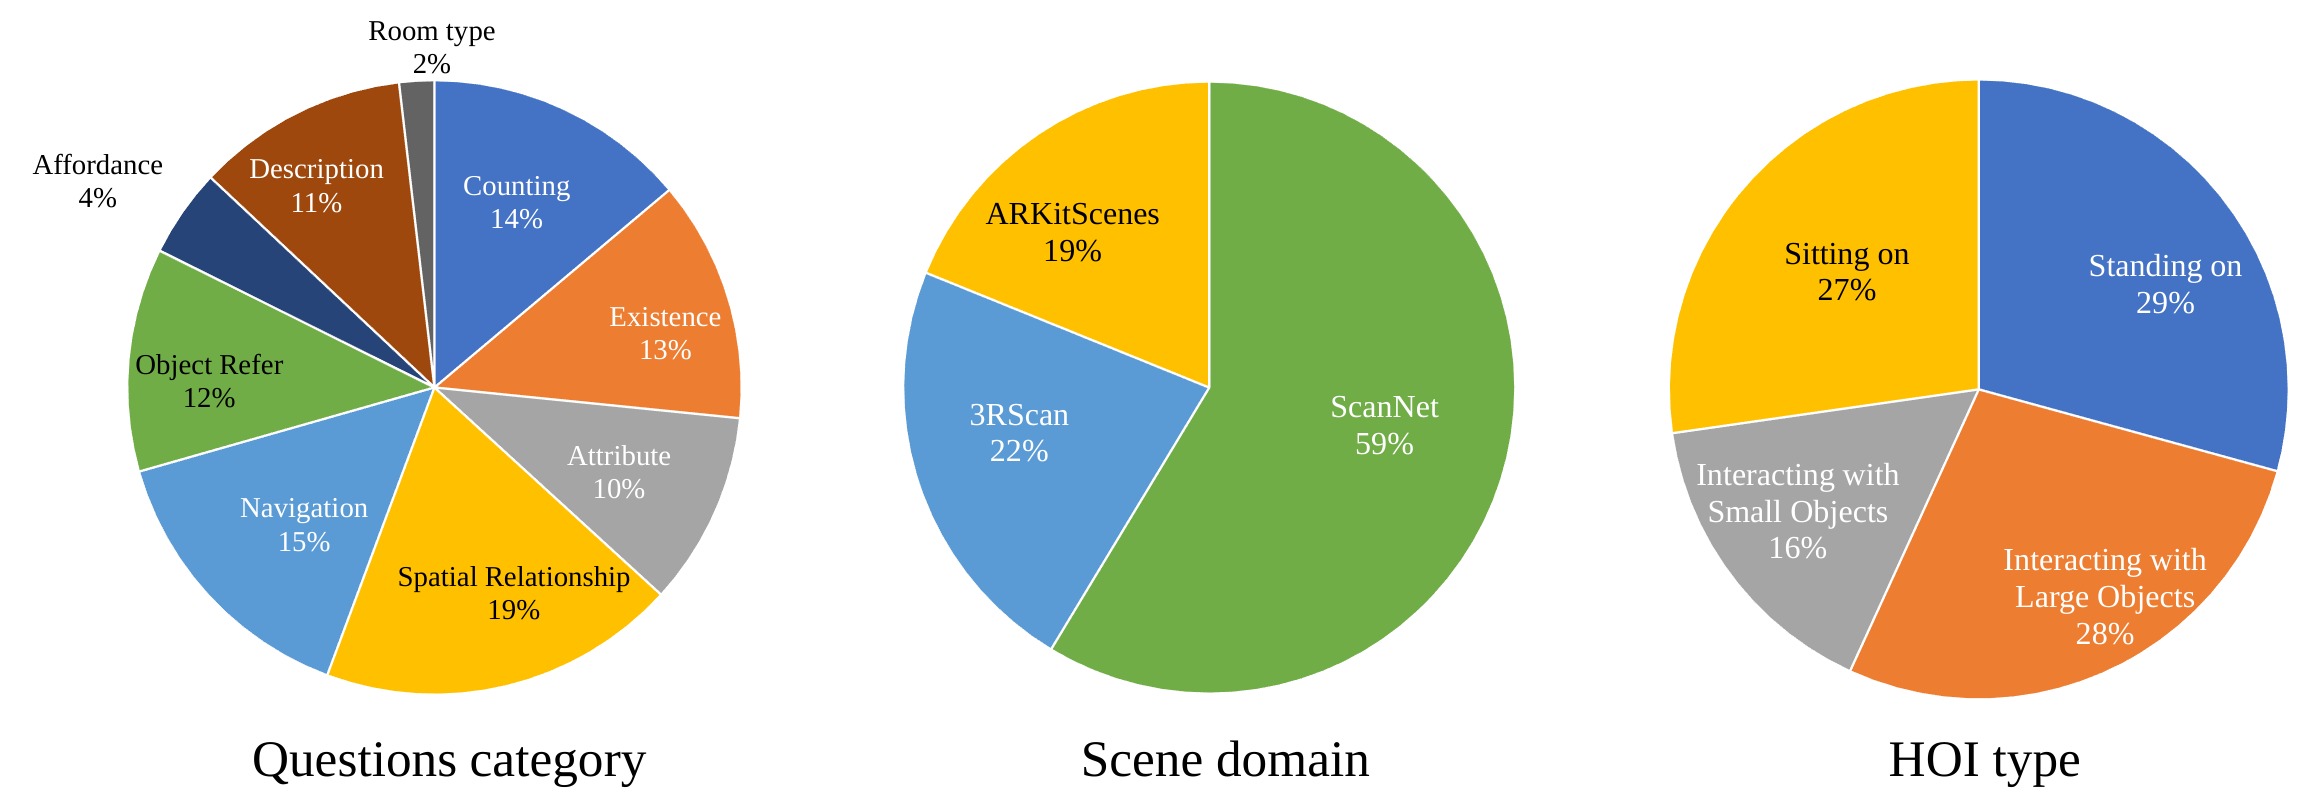 Room type
2%
Affordance
4%
Description
11%
Counting
14%
Existence
13%
Object Refer
12%
Attribute
10%
Navigation
15%
Spatial Relationship
19%
Questions category
ARKitScenes
19%
3RScan
22%
ScanNet
59%
Scene domain
Sitting on
27%
Standing on
29%
Interacting with
Small Objects
16%
Interacting with
Large Objects
28%
HOI type